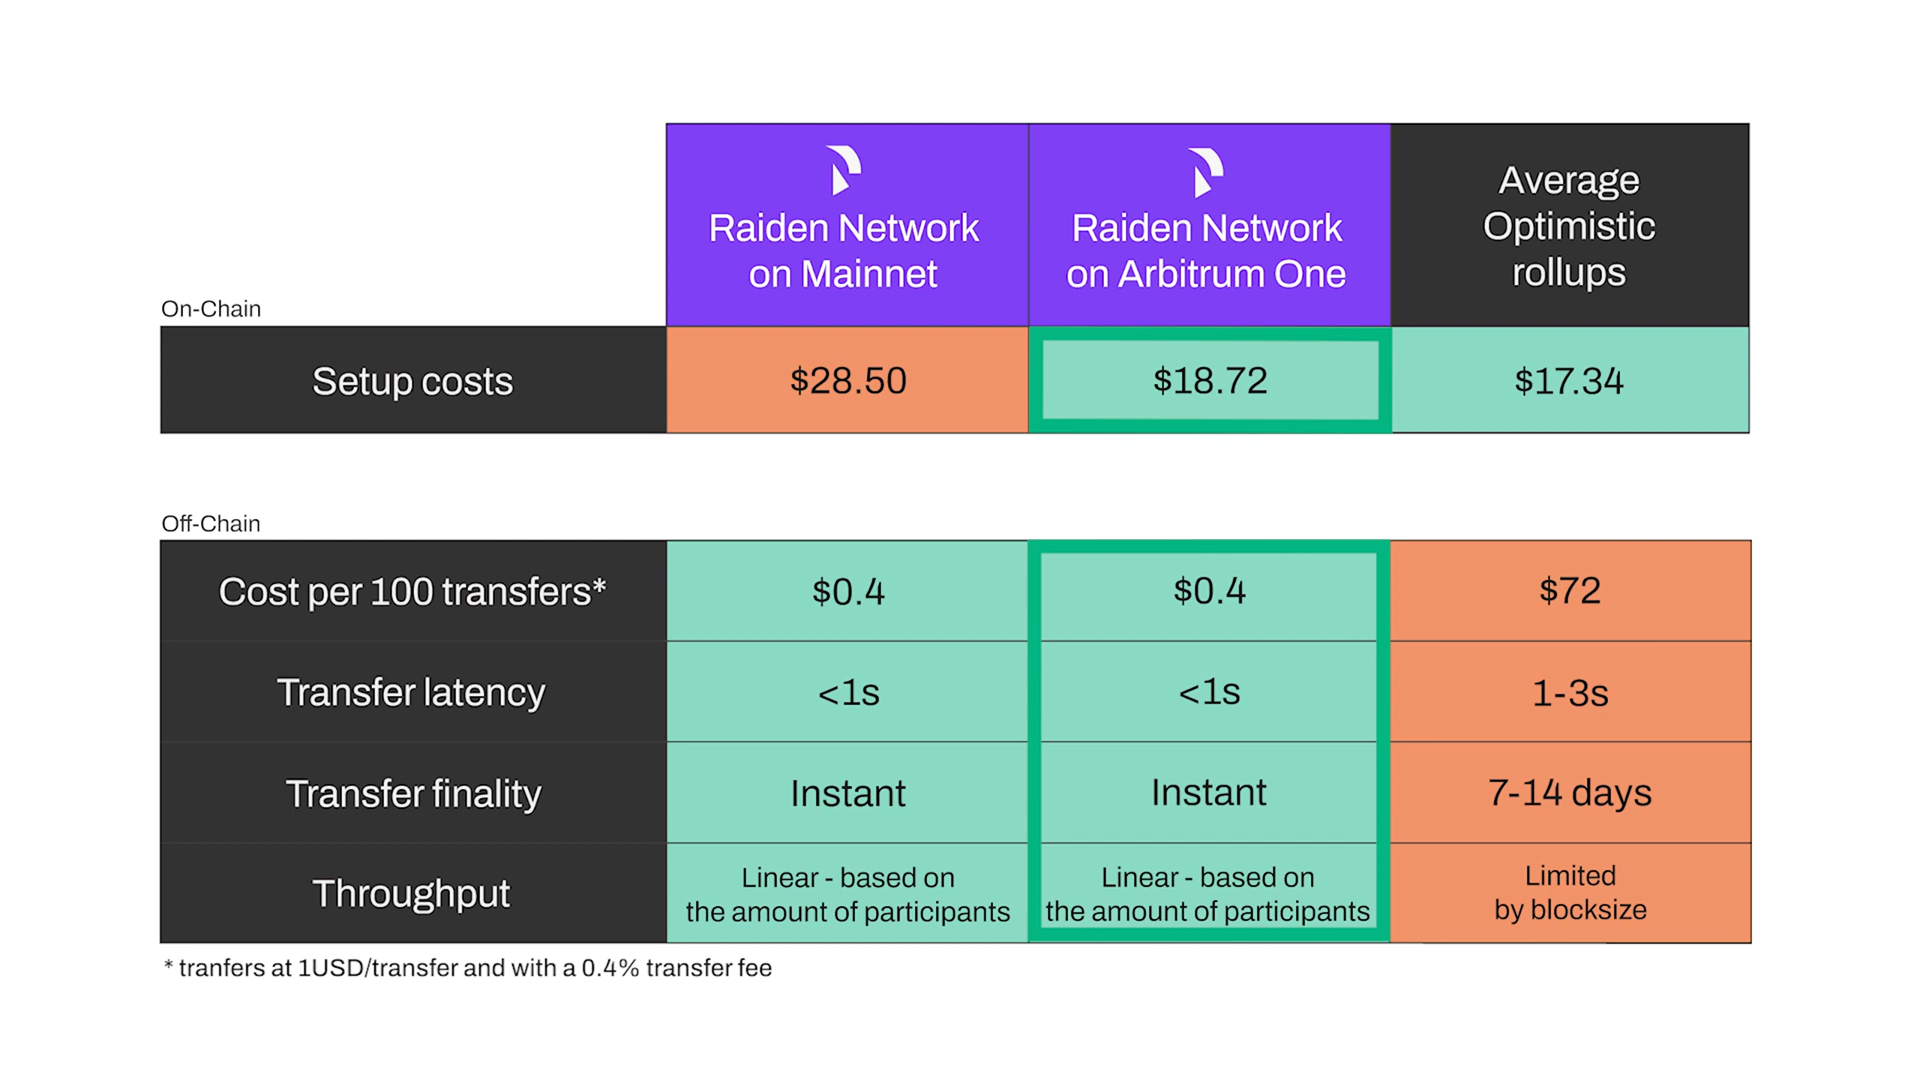 Raiden Network
on Mainnet
Raiden Network
on Arbitrum One
Average
Optimistic
rollups
On-Chain
Setup costs
$28.50
$18.72
$17.34
Off-Chain
Cost per 100 transfers*
$0.4
$0.4
$72
Transfer latency
<1s
<1s
1-3s
Transfer finality
Instant
Instant
7-14 days
Throughput
Linear - based on
the amount of participants
Linear - based on
the amount of participants
Limited
by blocksize
* tranfers at 1USD/transfer and with a 0.4% transfer fee